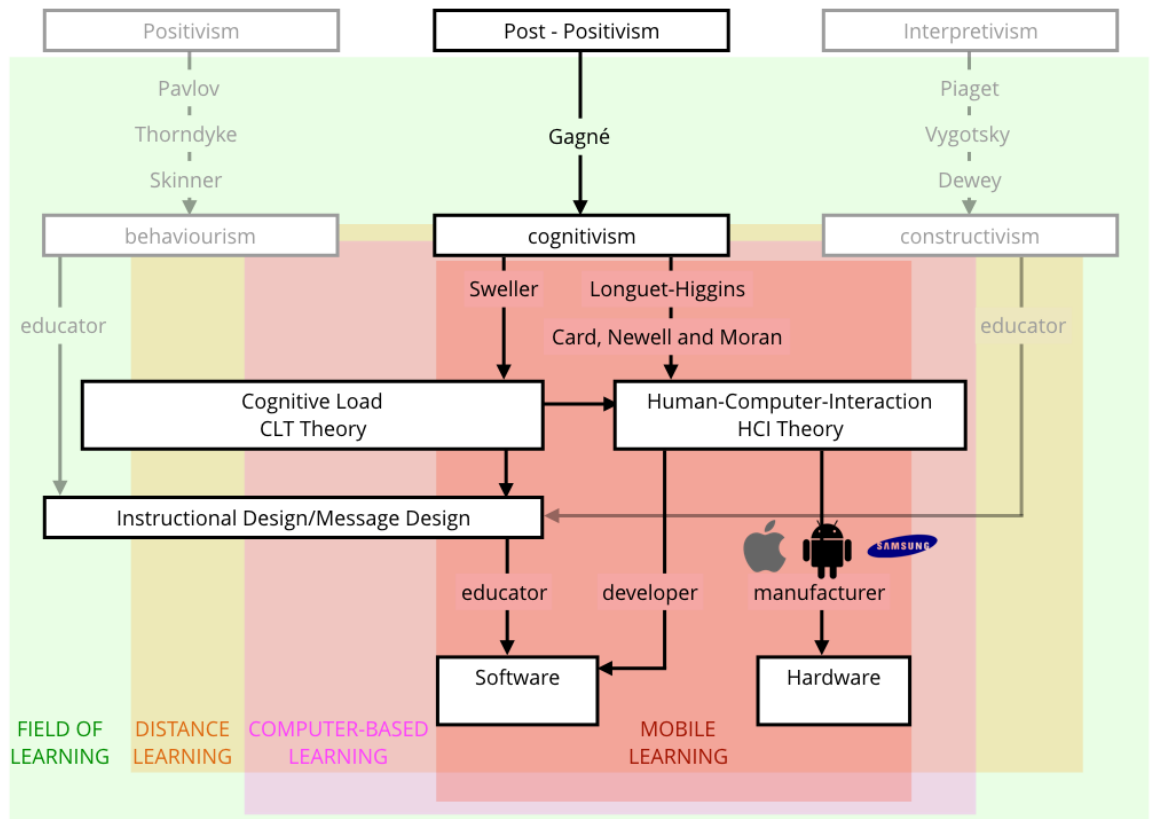 Positivism
Post - Positivism
Interpretivism
Pavlov
Piaget
Thorndyke
Gagné
Vygotsky
Skinner
Dewey
behaviourism
cognitivism
constructivism
Sweller
Longuet-Higgins
educator
educator
Card, Newell and Moran
Cognitive Load
CLT Theory
Human-Computer-Interaction
HCI Theory
Instructional Design/Message Design
SAMSUNG
educator
developer
manufacturer
Software
Hardware
FIELD OF
LEARNING
DISTANCE
LEARNING
COMPUTER-BASED
LEARNING
MOBILE
LEARNING